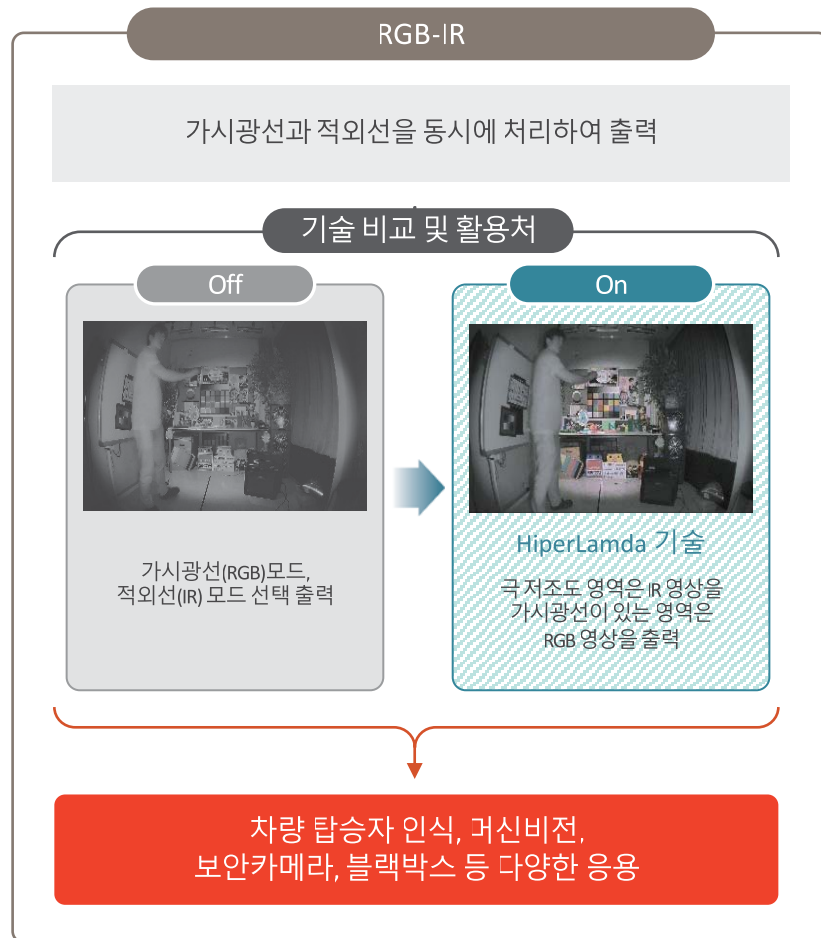 RGB-IR
가시광선과 적외선을 동시에 처리하여 출력
기술 비교 및 활용처
Off
On
가시광선(RGB)모드,
적외선(IR) 모드 선택 출력
HiperLamda 기술
극 저조도 영역은 IR 영상을
가시광선이 있는 영역은
RGB 영상을 출력
차량 탑승자 인식, 머신비전,
보안카메라, 블랙박스 등 다양한 응용